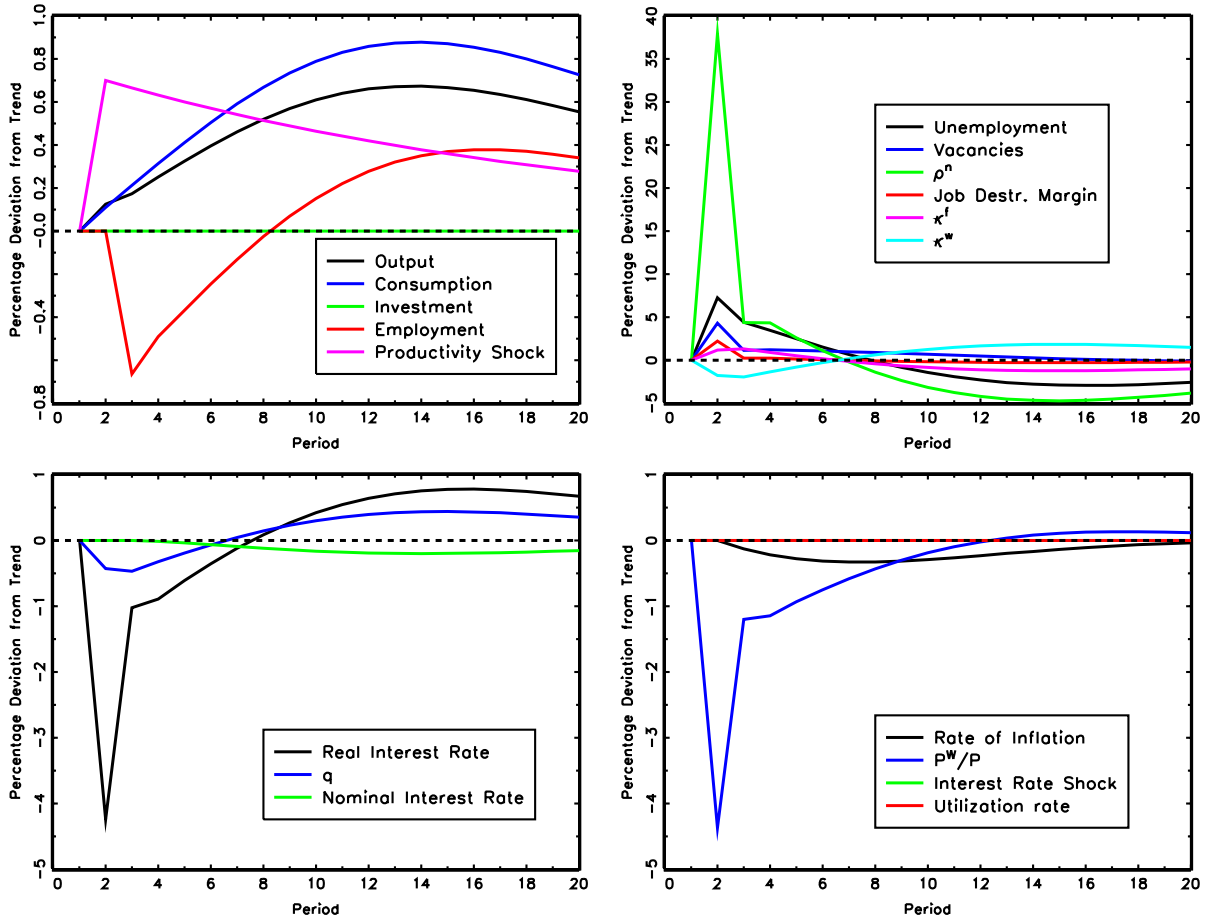 Percentage Deviation from Trend
1.0
0.8
0.6
0.4
0.2
-0.0
-0.4
-0.6
-0.8
Output
Consumption
Investment
Employment
Productivity Shock
0 2 4 6 8 10 12 14 16 18 20
Period
Percentage Deviation from Trend
40
35
30
25
20
15
10
5
0
-5
Unemployment
Vacancies
ρⁿ
Job Destr. Margin
κᶠ
κʷ
0 2 4 6 8 10 12 14 16 18 20
Period
Percentage Deviation from Trend
1
0
-1
-2
-3
-4
-5
Real Interest Rate
q
Nominal Interest Rate
0 2 4 6 8 10 12 14 16 18 20
Period
Percentage Deviation from Trend
1
0
-1
-2
-3
-4
-5
Rate of Inflation
Pᵂ/P
Interest Rate Shock
Utilization rate
0 2 4 6 8 10 12 14 16 18 20
Period